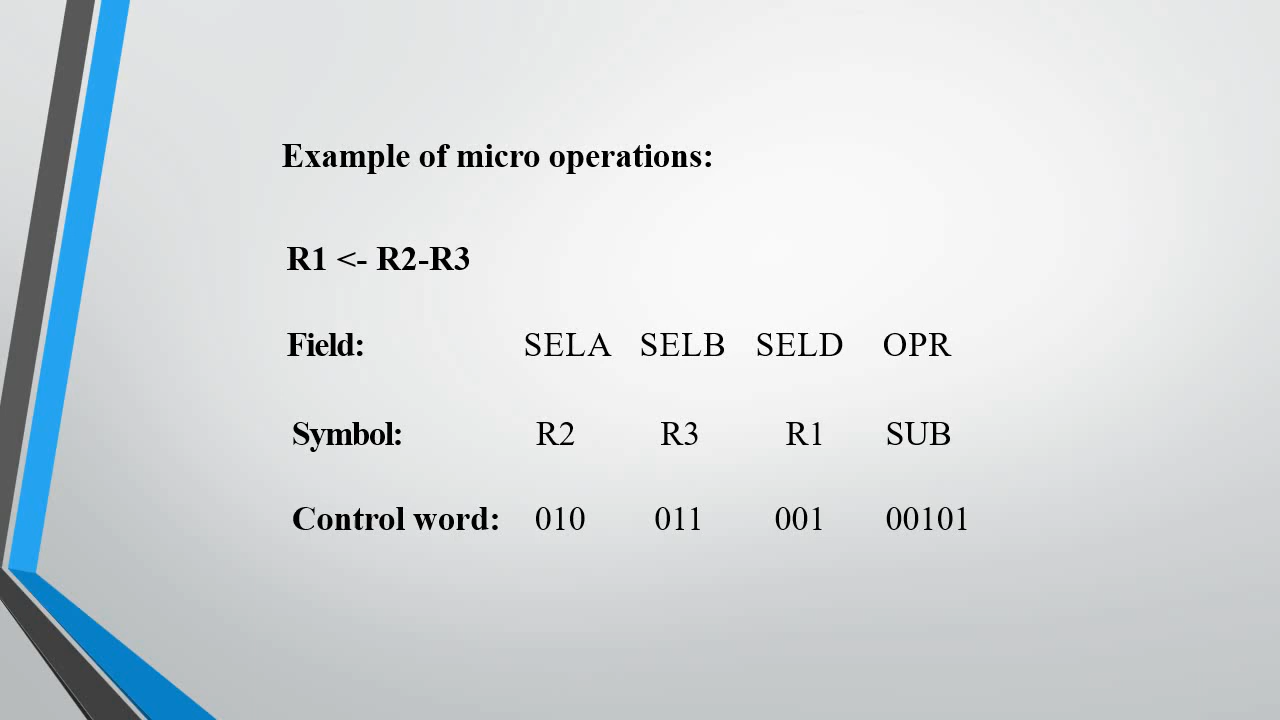 Example of micro operations:
R1 <- R2-R3
Field: SELA SELB SELD OPR
Symbol: R2 R3 R1 SUB
Control word: 010 011 001 00101